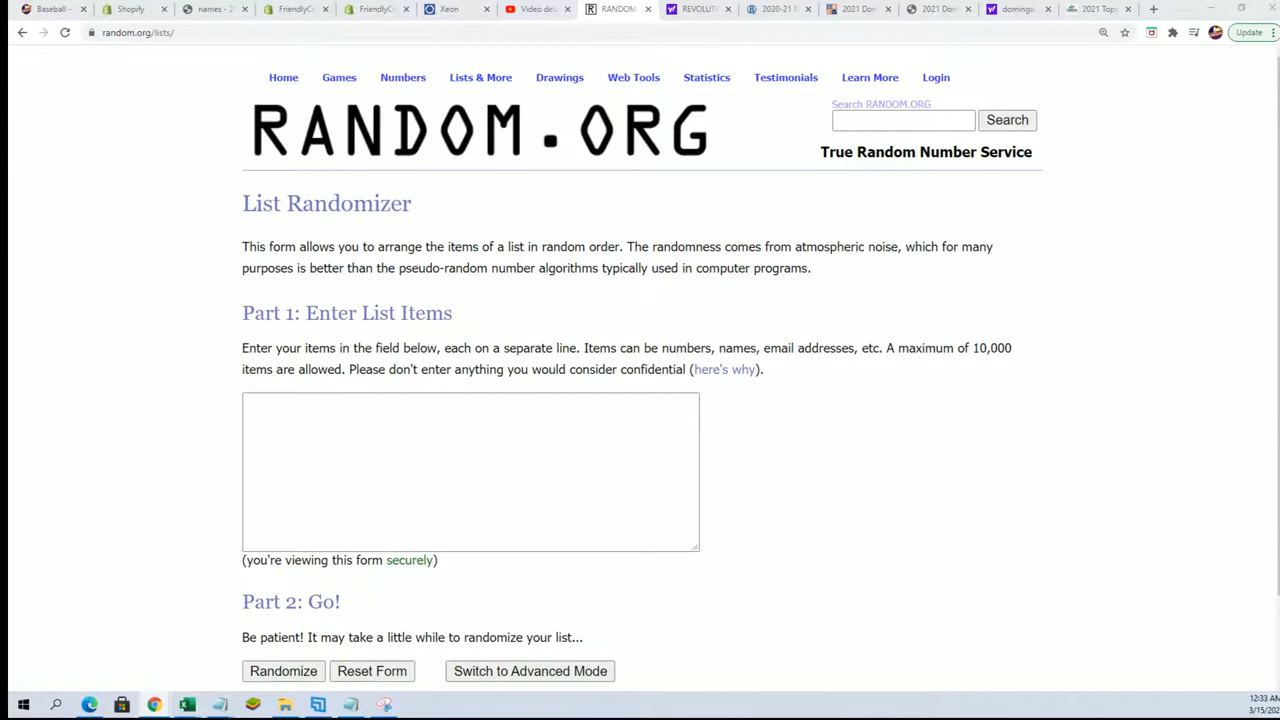 Baseball –
Shopify
names - 2
FriendlyCu
FriendlyCu
Xeon
Video det
RANDOM
REVOLUTI
2020-21 R
2021 Don
2021 Don
domingo
2021 Topp
random.org/lists/
Update
Home Games Numbers Lists & More Drawings Web Tools Statistics Testimonials Learn More Login
RANDOM.ORG
Search RANDOM.ORG
Search
True Random Number Service
List Randomizer
This form allows you to arrange the items of a list in random order. The randomness comes from atmospheric noise, which for many
purposes is better than the pseudo-random number algorithms typically used in computer programs.
Part 1: Enter List Items
Enter your items in the field below, each on a separate line. Items can be numbers, names, email addresses, etc. A maximum of 10,000
items are allowed. Please don't enter anything you would consider confidential (here's why).
(you're viewing this form securely)
Part 2: Go!
Be patient! It may take a little while to randomize your list...
Randomize Reset Form Switch to Advanced Mode
12:33 AM
3/15/202